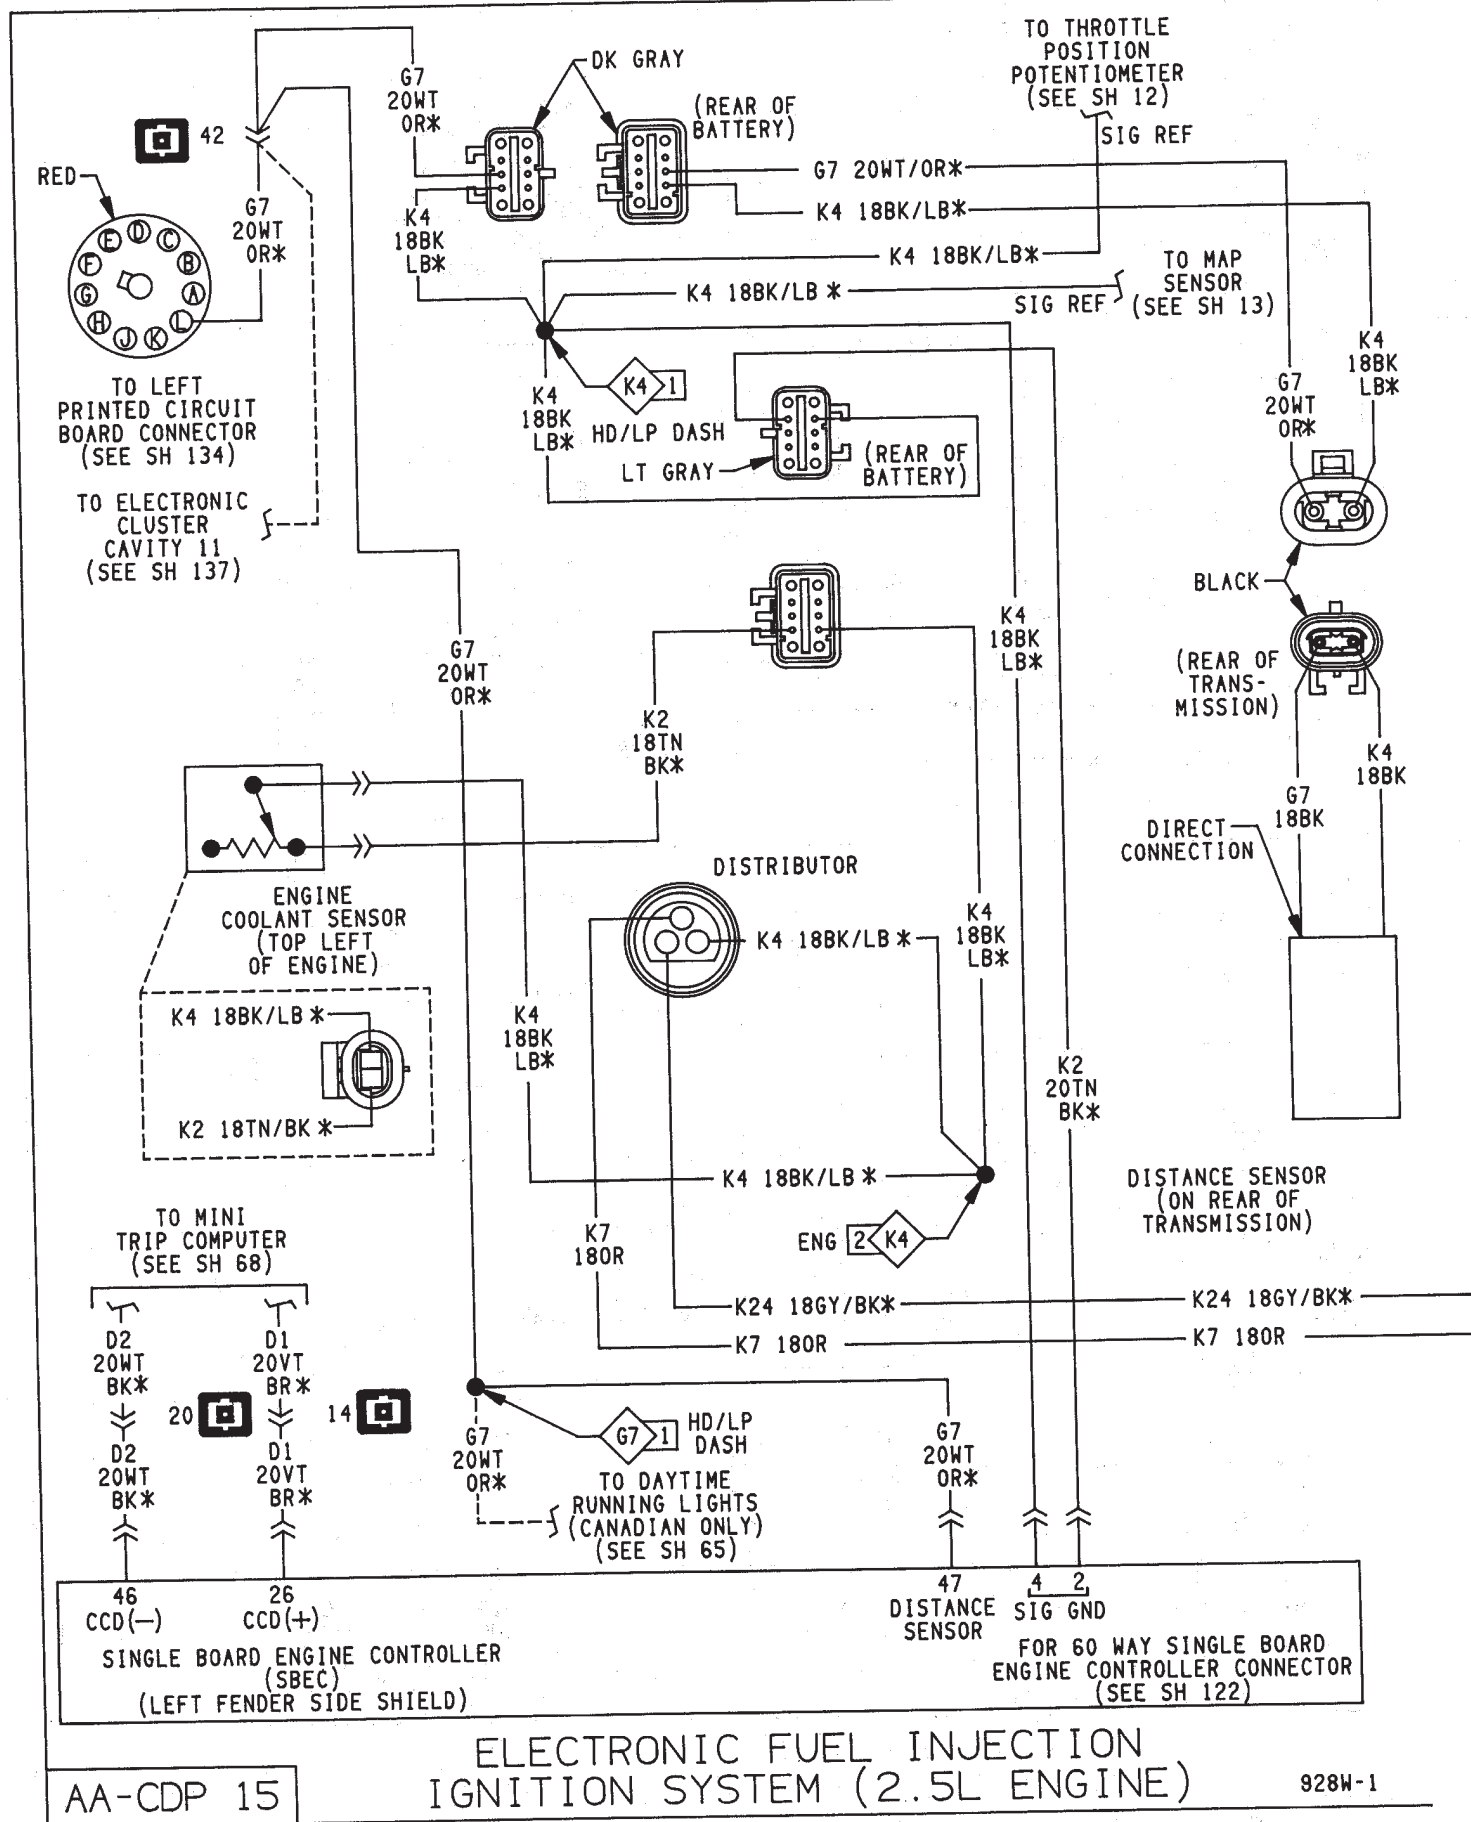 TO THROTTLE
POSITION
POTENTIOMETER
(SEE SH 12)
SIG REF
G7
20WT
OR*
DK GRAY
(REAR OF
BATTERY)
42
RED
G7
20WT
OR*
G7 20WT/OR*
K4 18BK/LB*
K4
18BK
LB*
K4 18BK/LB*
K4 18BK/LB *
TO MAP
SENSOR
(SEE SH 13)
SIG REF
D
C
B
A
L
K
J
H
G
F
E
TO LEFT
PRINTED CIRCUIT
BOARD CONNECTOR
(SEE SH 134)
TO ELECTRONIC
CLUSTER
CAVITY 11
(SEE SH 137)
K4
18BK
LB*
K4 1
HD/LP DASH
LT GRAY
(REAR OF
BATTERY)
G7
20WT
OR*
K4
18BK
LB*
BLACK
(REAR OF
TRANS-
MISSION)
G7
20WT
OR*
K4
18BK
LB*
K2
18TN
BK*
K4
18BK
G7
18BK
DIRECT
CONNECTION
ENGINE
COOLANT SENSOR
(TOP LEFT
OF ENGINE)
DISTRIBUTOR
K4 18BK/LB *
K4
18BK
LB*
K4 18BK/LB *
K2 18TN/BK *
K4
18BK
LB*
K2
20TN
BK*
K4 18BK/LB *
DISTANCE SENSOR
(ON REAR OF
TRANSMISSION)
K7
18OR
ENG 2 K4
TO MINI
TRIP COMPUTER
(SEE SH 68)
K24 18GY/BK*
K24 18GY/BK*
K7 18OR
K7 18OR
D2
20WT
BK*
D1
20VT
BR*
20
14
D2
20WT
BK*
D1
20VT
BR*
G7
20WT
OR*
G7 1
HD/LP
DASH
TO DAYTIME
RUNNING LIGHTS
(CANADIAN ONLY)
(SEE SH 65)
G7
20WT
OR*
46
CCD(–)
26
CCD(+)
47
DISTANCE
SENSOR
4 2
SIG GND
SINGLE BOARD ENGINE CONTROLLER
(SBEC)
(LEFT FENDER SIDE SHIELD)
FOR 60 WAY SINGLE BOARD
ENGINE CONTROLLER CONNECTOR
(SEE SH 122)
ELECTRONIC FUEL INJECTION
IGNITION SYSTEM (2.5L ENGINE)
AA-CDP 15
928W-1